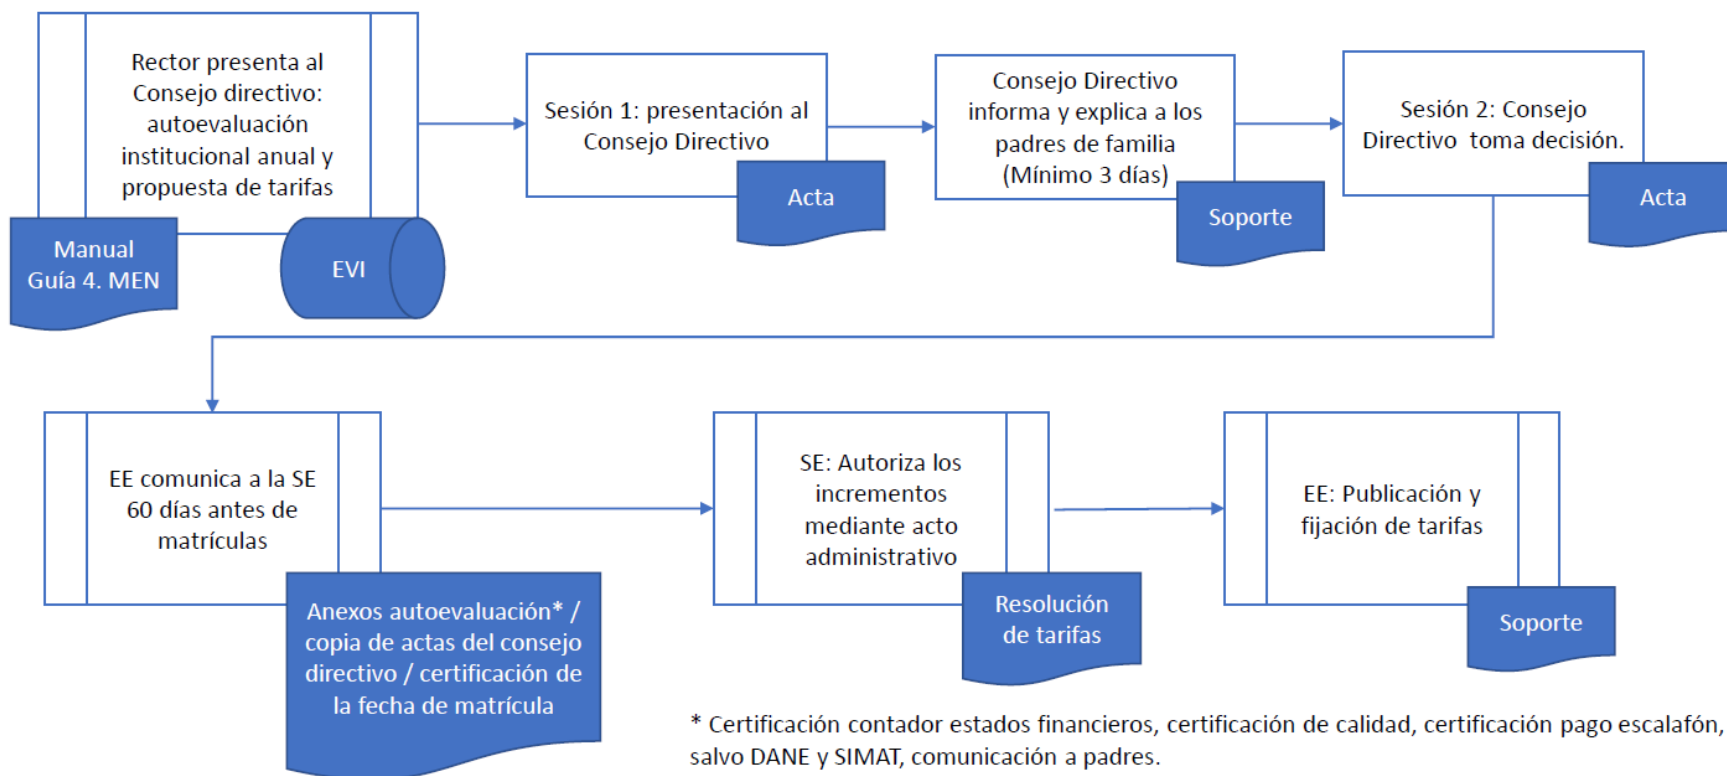 Rector presenta al
Consejo directivo:
autoevaluación
institucional anual y
propuesta de tarifas
Manual
Guía 4. MEN
EVI
Sesión 1: presentación al
Consejo Directivo
Acta
Consejo Directivo
informa y explica a los
padres de familia
(Mínimo 3 días)
Soporte
Sesión 2: Consejo
Directivo toma decisión.
Acta
EE comunica a la SE
60 días antes de
matrículas
Anexos autoevaluación* /
copia de actas del consejo
directivo / certificación de
la fecha de matrícula
SE: Autoriza los
incrementos
mediante acto
administrativo
Resolución
de tarifas
EE: Publicación y
fijación de tarifas
Soporte
* Certificación contador estados financieros, certificación de calidad, certificación pago escalafón,
salvo DANE y SIMAT, comunicación a padres.